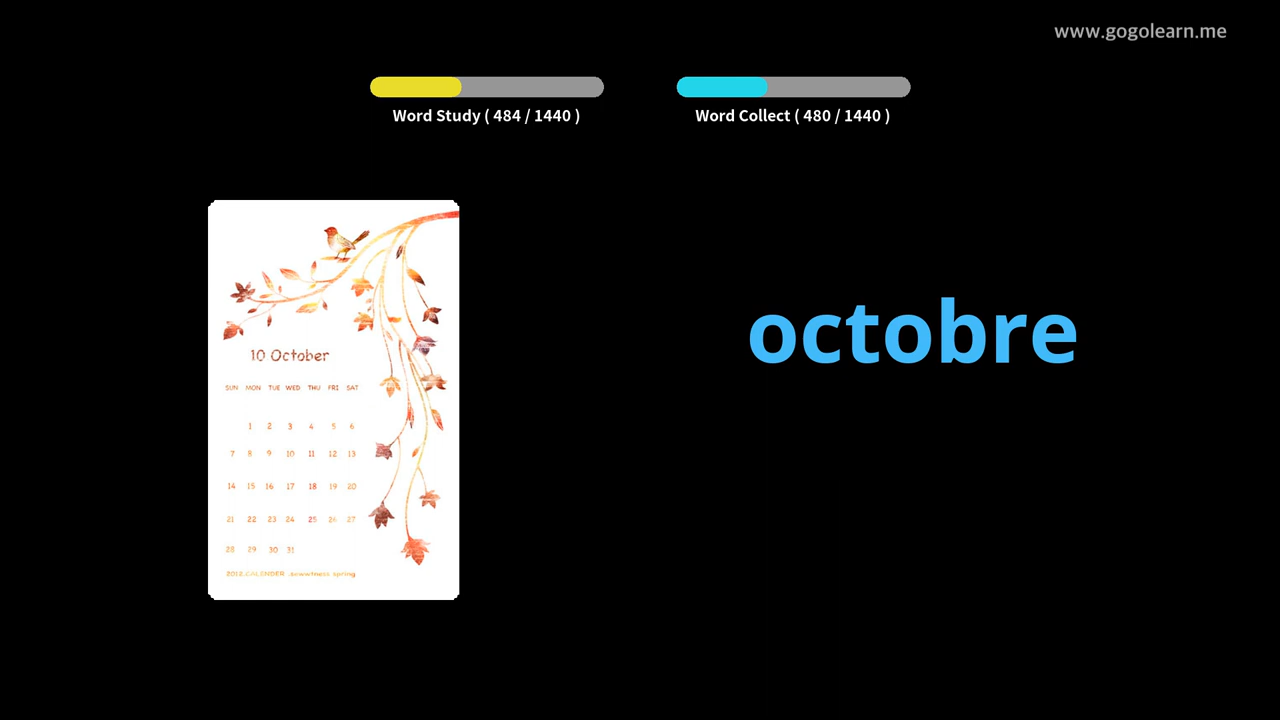 www.gogolearn.me
Word Study ( 484 / 1440 )
Word Collect ( 480 / 1440 )
octobre
10 October
SUN MON TUE WED THU FRI SAT
1 2 3 4 5 6
7 8 9 10 11 12 13
14 15 16 17 18 19 20
21 22 23 24 25 26 27
28 29 30 31
2012.CALENDER spring